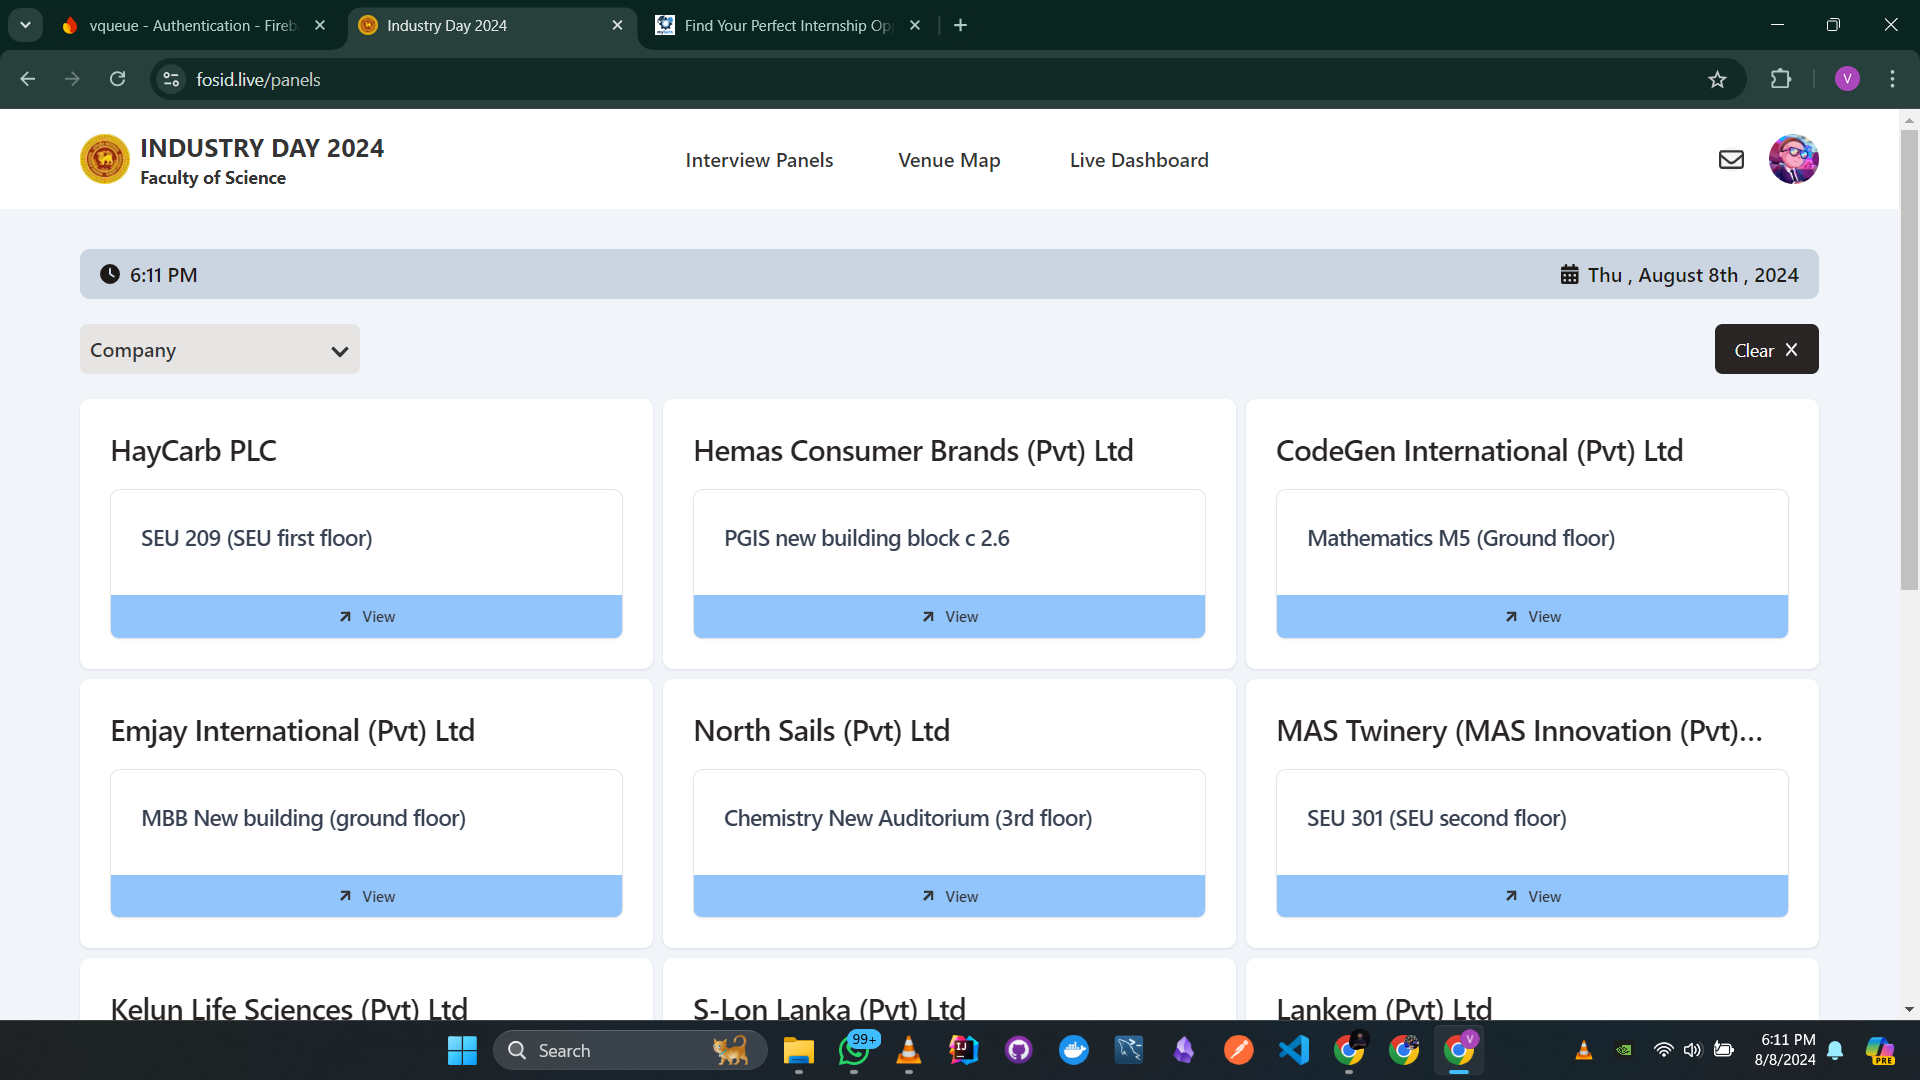 vqueue - Authentication - Fireb
Industry Day 2024
Find Your Perfect Internship Op
fosid.live/panels
V
INDUSTRY DAY 2024
Faculty of Science
Interview Panels
Venue Map
Live Dashboard
6:11 PM
Thu , August 8th , 2024
Company
Clear
HayCarb PLC
Hemas Consumer Brands (Pvt) Ltd
CodeGen International (Pvt) Ltd
SEU 209 (SEU first floor)
PGIS new building block c 2.6
Mathematics M5 (Ground floor)
View
View
View
Emjay International (Pvt) Ltd
North Sails (Pvt) Ltd
MAS Twinery (MAS Innovation (Pvt)...
MBB New building (ground floor)
Chemistry New Auditorium (3rd floor)
SEU 301 (SEU second floor)
View
View
View
Kelun Life Sciences (Pvt) Ltd
S-Lon Lanka (Pvt) Ltd
Lankem (Pvt) Ltd
Search
99+
IJ
V
6:11 PM
8/8/2024
PRE